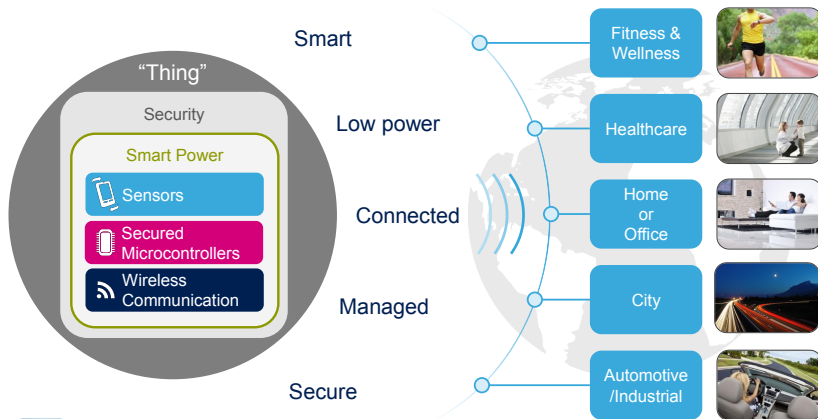 “Thing”
Security
Smart Power
Sensors
Secured
Microcontrollers
Wireless
Communication
Smart
Low power
Connected
Managed
Secure
Fitness &
Wellness
Healthcare
Home
or
Office
City
Automotive
/Industrial